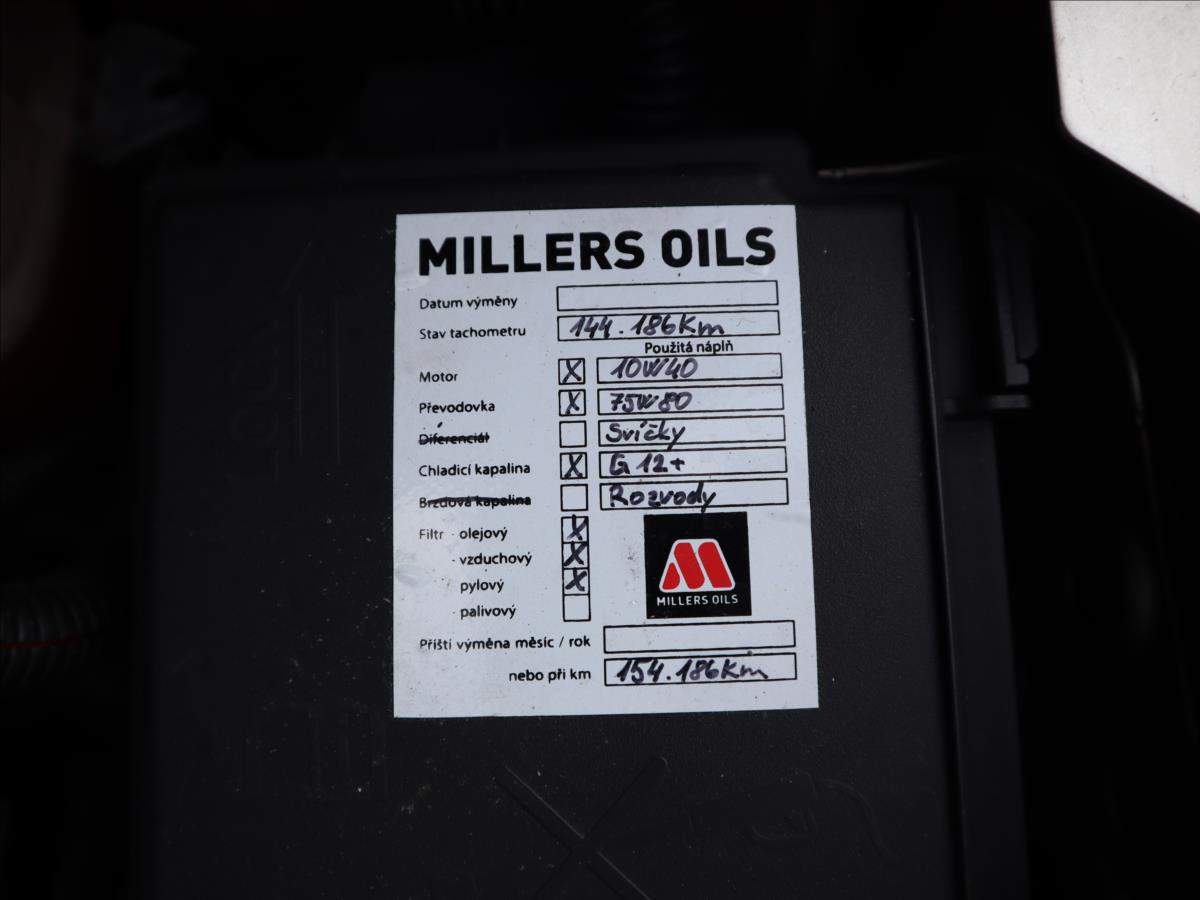 MILLERS OILS
Datum výměny
Stav tachometru 144.186Km
Použitá náplň
Motor X 10W40
Převodovka X 75W80
Diferenciál Svíčky
Chladicí kapalina X G12+
Brzdová kapalina Rozvody
Filtr · olejový X
· vzduchový X
pylový X
palivový
MILLERS OILS
Příští výměna měsíc / rok
nebo při km 154.186Km